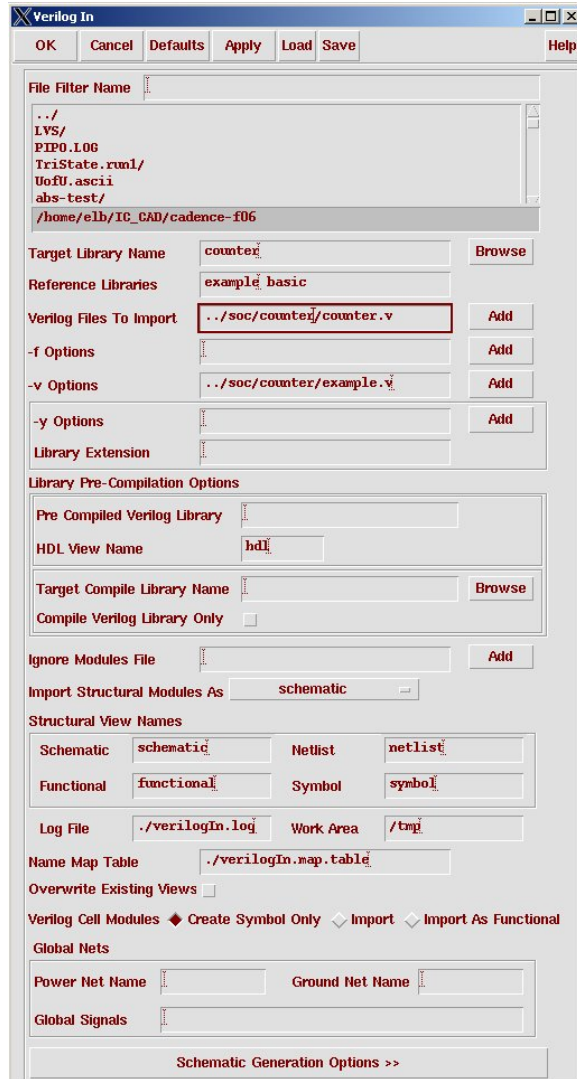 Verilog In
OK Cancel Defaults Apply Load Save Help
File Filter Name
../
LVS/
PIPO.LOG
TriState.run1/
UofU.ascii
abs-test/
/home/elb/IC_CAD/cadence-f06
Target Library Name counter Browse
Reference Libraries example basic
Verilog Files To Import ../soc/counter/counter.v Add
-f Options Add
-v Options ../soc/counter/example.v Add
-y Options Add
Library Extension
Library Pre-Compilation Options
Pre Compiled Verilog Library
HDL View Name hdl
Target Compile Library Name Browse
Compile Verilog Library Only
Ignore Modules File Add
Import Structural Modules As schematic
Structural View Names
Schematic schematic Netlist netlist
Functional functional Symbol symbol
Log File ./verilogIn.log Work Area /tmp
Name Map Table ./verilogIn.map.table
Overwrite Existing Views
Verilog Cell Modules Create Symbol Only Import Import As Functional
Global Nets
Power Net Name Ground Net Name
Global Signals
Schematic Generation Options >>